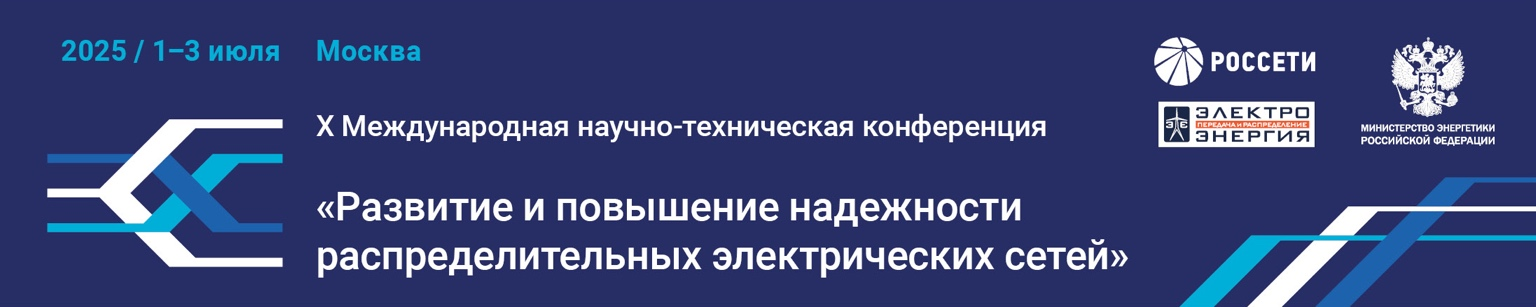 2025 / 1–3 июля Москва
РОССЕТИ
ЭЛЕКТРО
ПЕРЕДАЧА и РАСПРЕДЕЛЕНИЕ
ЭНЕРГИЯ
МИНИСТЕРСТВО ЭНЕРГЕТИКИ
РОССИЙСКОЙ ФЕДЕРАЦИИ
X Международная научно-техническая конференция
«Развитие и повышение надежности
распределительных электрических сетей»